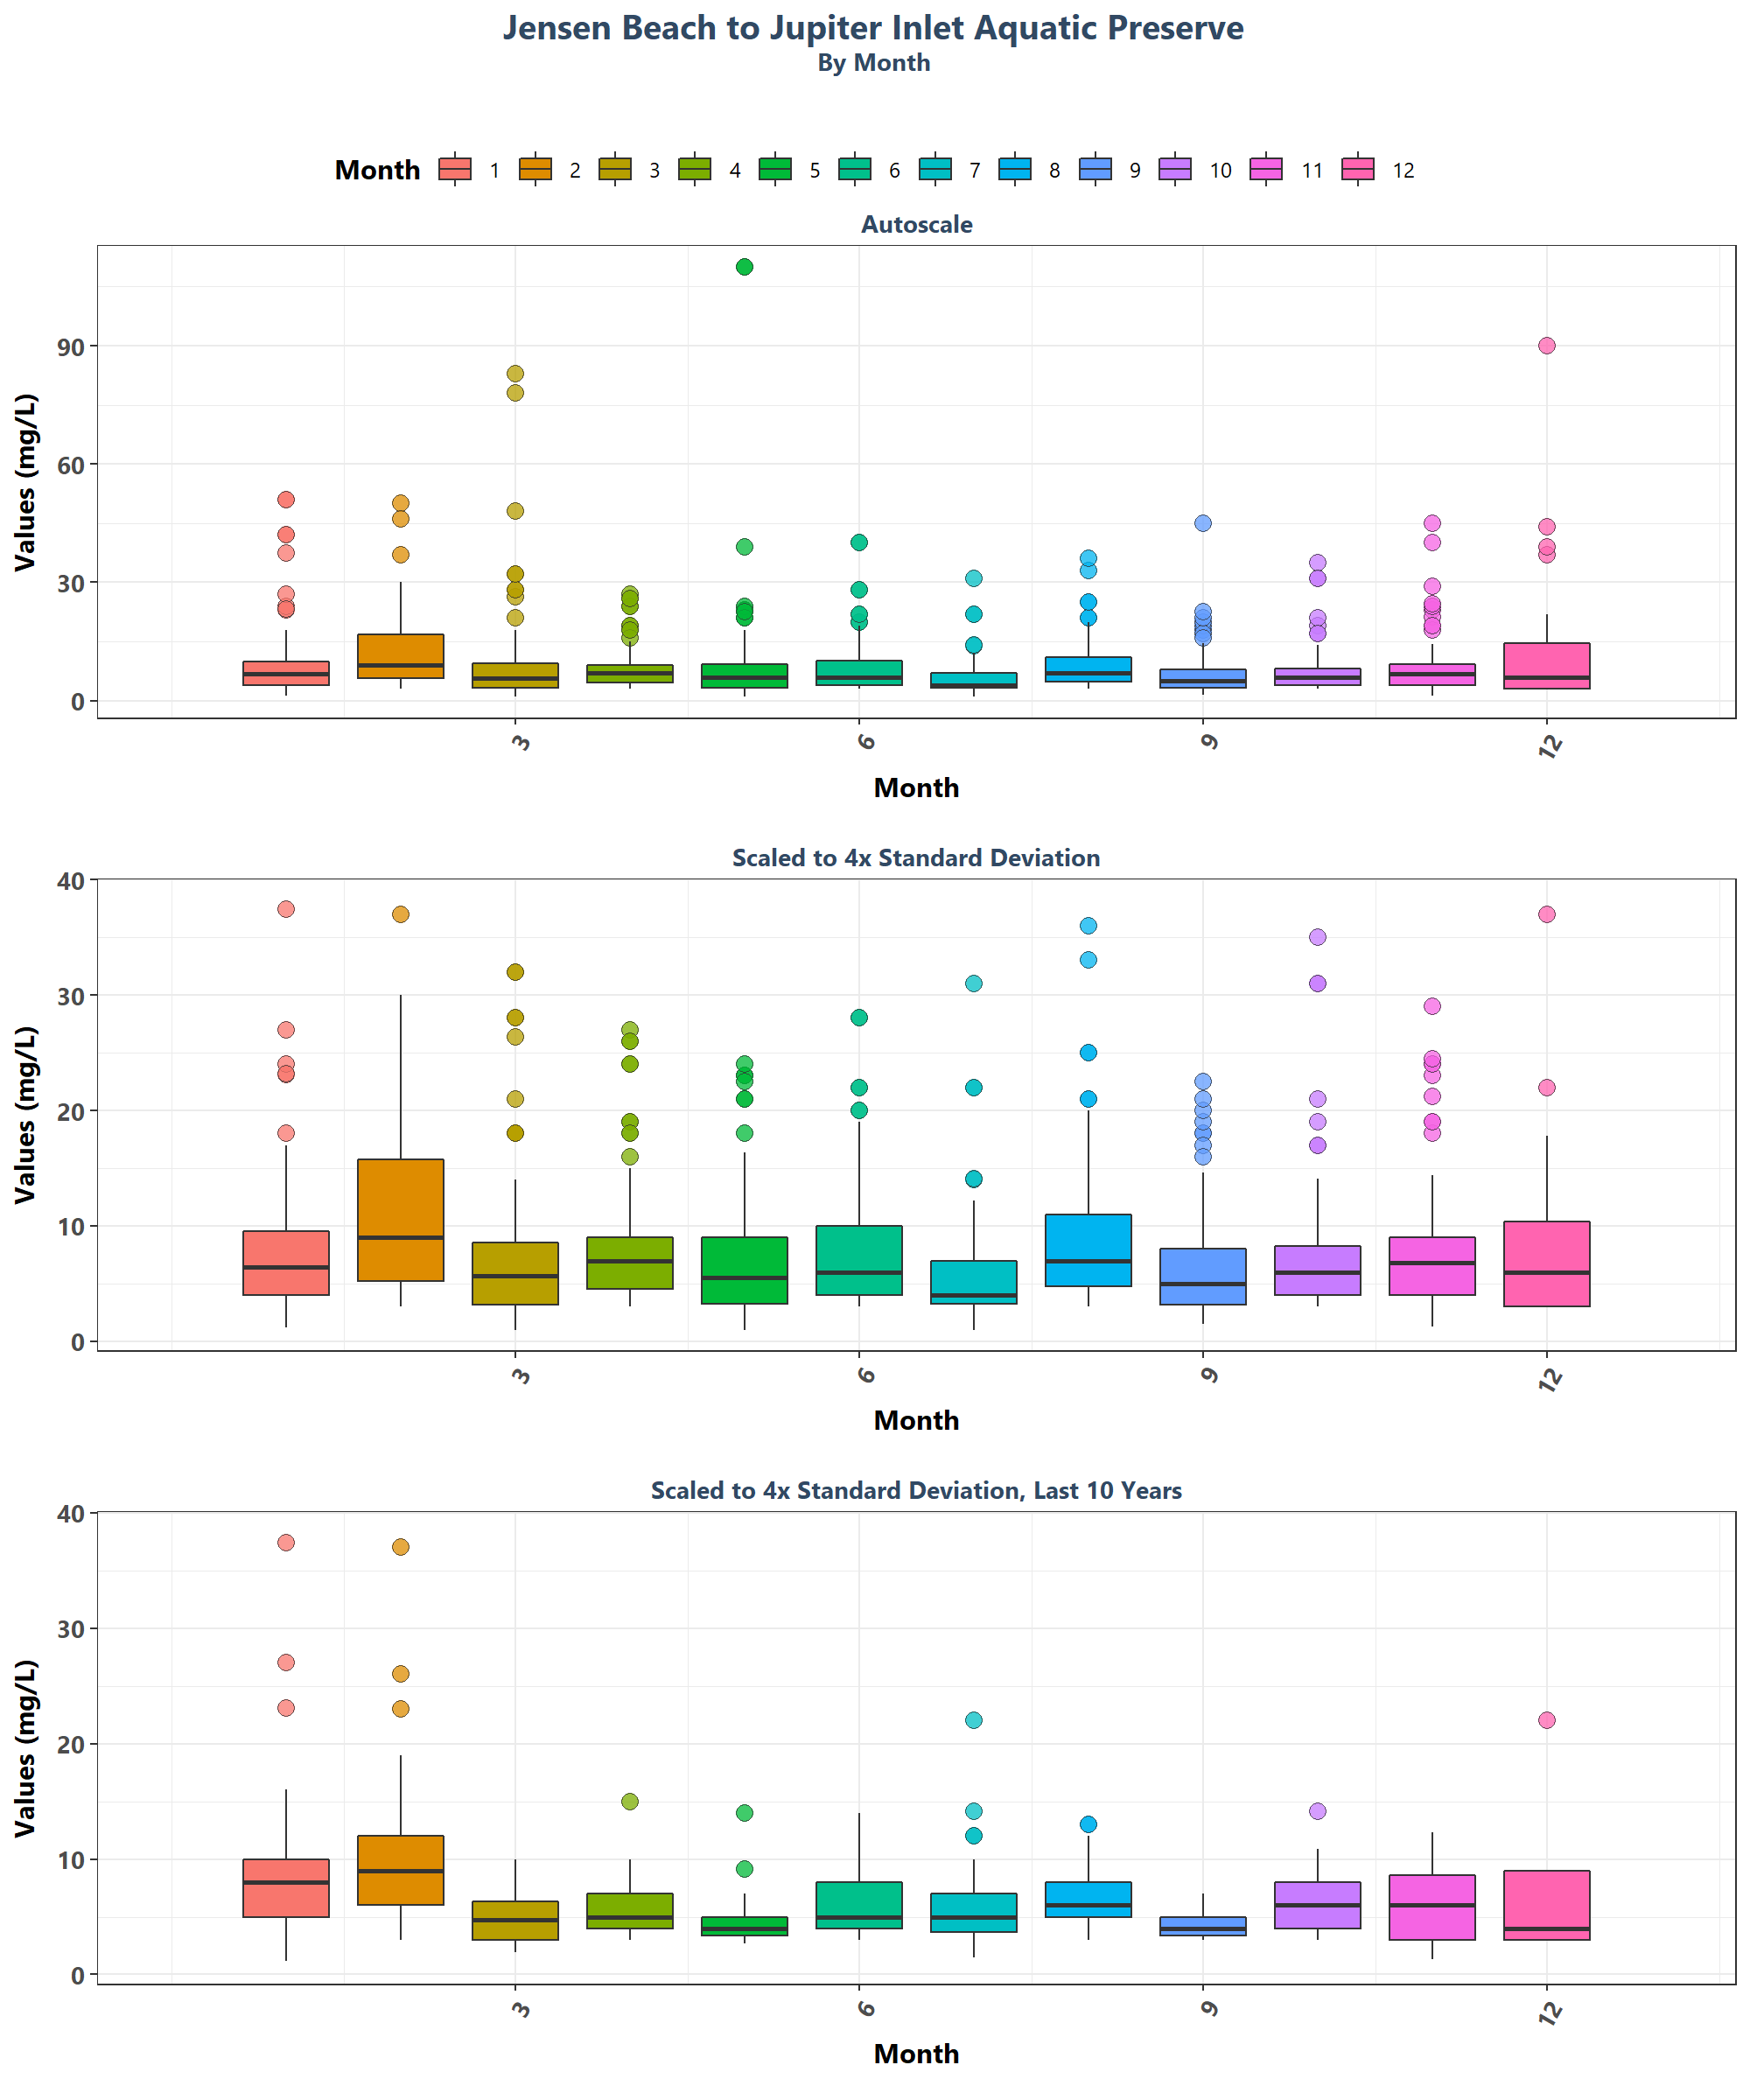 Jensen Beach to Jupiter Inlet Aquatic Preserve
By Month
Month 1 2 3 4 5 6 7 8 9 10 11 12
Autoscale
Values (mg/L)
90
60
30
0
3 6 9 12
Month
Scaled to 4x Standard Deviation
Values (mg/L)
40
30
20
10
0
3 6 9 12
Month
Scaled to 4x Standard Deviation, Last 10 Years
Values (mg/L)
40
30
20
10
0
3 6 9 12
Month